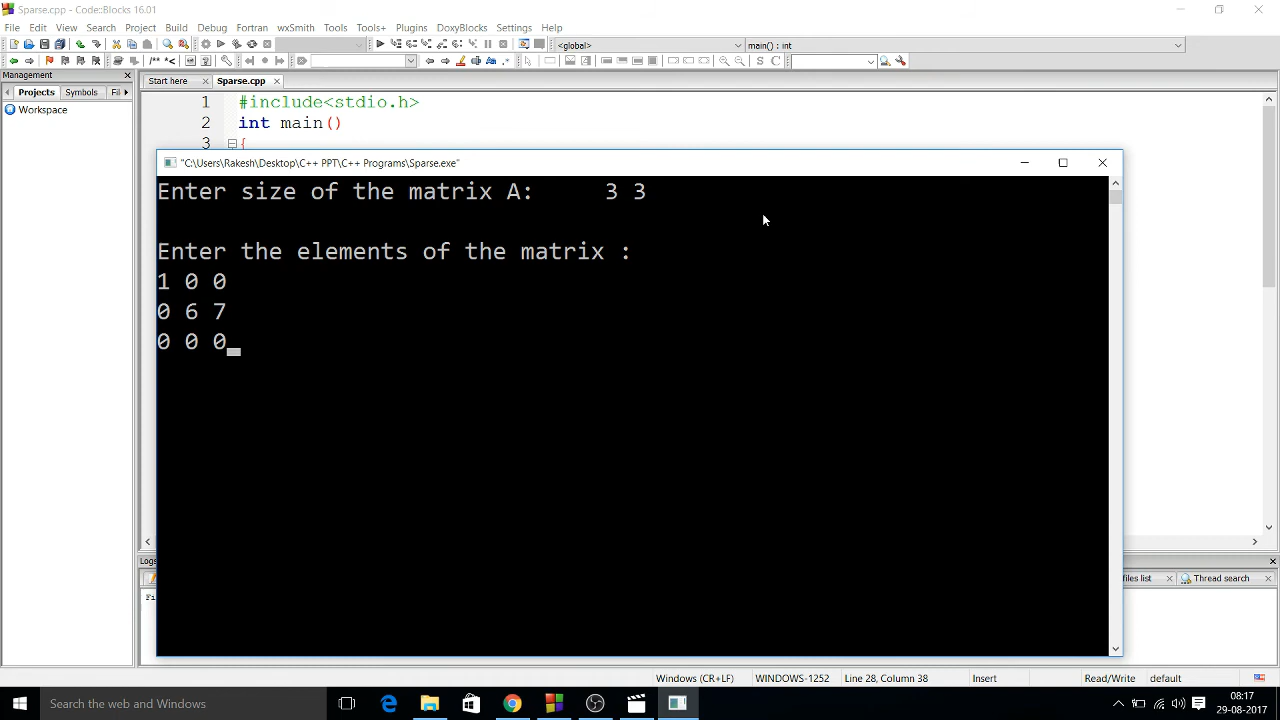 Sparse.cpp - Code::Blocks 16.01
File Edit View Search Project Build Debug Fortran wxSmith Tools Tools+ Plugins DoxyBlocks Settings Help
<global> main() : int
/** *<
S C
Management
Projects Symbols Fil
Workspace
Start here Sparse.cpp
1 #include<stdio.h>
2 int main()
3 {
"C:\Users\Rakesh\Desktop\C++ PPT\C++ Programs\Sparse.exe"
Enter size of the matrix A: 3 3
Enter the elements of the matrix :
1 0 0
0 6 7
0 0 0
Logs
files list Thread search
Fi
Windows (CR+LF) WINDOWS-1252 Line 28, Column 38 Insert Read/Write default
Search the web and Windows
08:17
29-08-2017